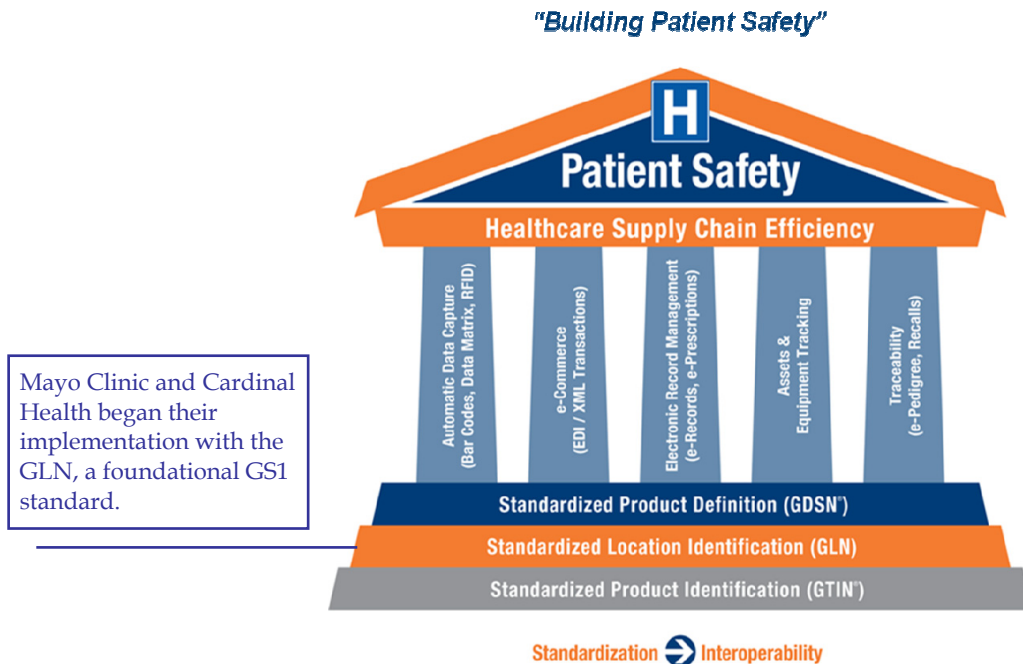 "Building Patient Safety"
H
Patient Safety
Healthcare Supply Chain Efficiency
Automatic Data Capture
(Bar Codes, Data Matrix, RFID)
e-Commerce
(EDI / XML Transactions)
Electronic Record Management
(e-Records, e-Prescriptions)
Assets &
Equipment Tracking
Traceability
(e-Pedigree, Recalls)
Mayo Clinic and Cardinal
Health began their
implementation with the
GLN, a foundational GS1
standard.
Standardized Product Definition (GDSN®)
Standardized Location Identification (GLN)
Standardized Product Identification (GTIN®)
Standardization Interoperability